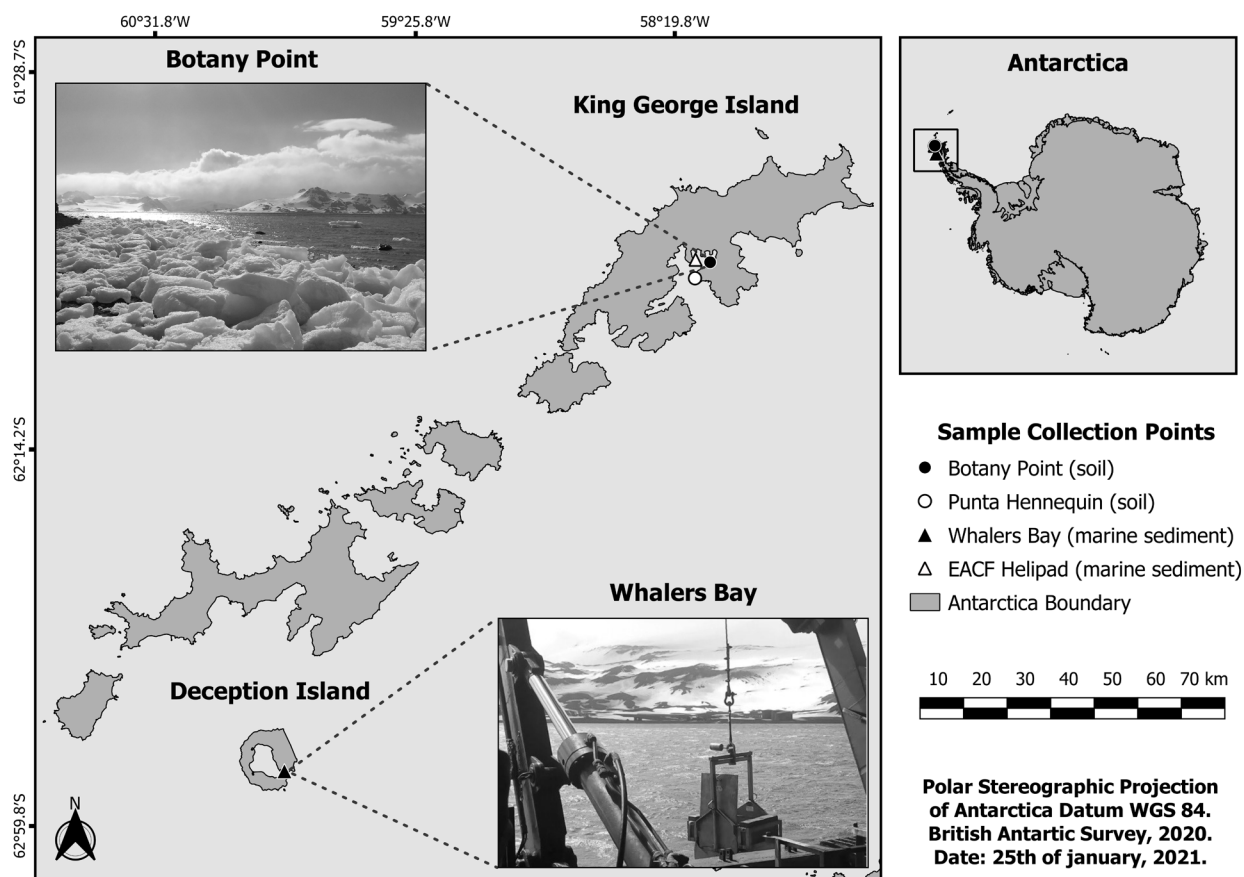 60°31.8'W 59°25.8'W 58°19.8'W
61°28.7'S
62°14.2'S
62°59.8'S
Botany Point
King George Island
Deception Island
Whalers Bay
N
Antarctica
Sample Collection Points
Botany Point (soil)
Punta Hennequin (soil)
Whalers Bay (marine sediment)
EACF Helipad (marine sediment)
Antarctica Boundary
10 20 30 40 50 60 70 km
Polar Stereographic Projection
of Antarctica Datum WGS 84.
British Antartic Survey, 2020.
Date: 25th of january, 2021.